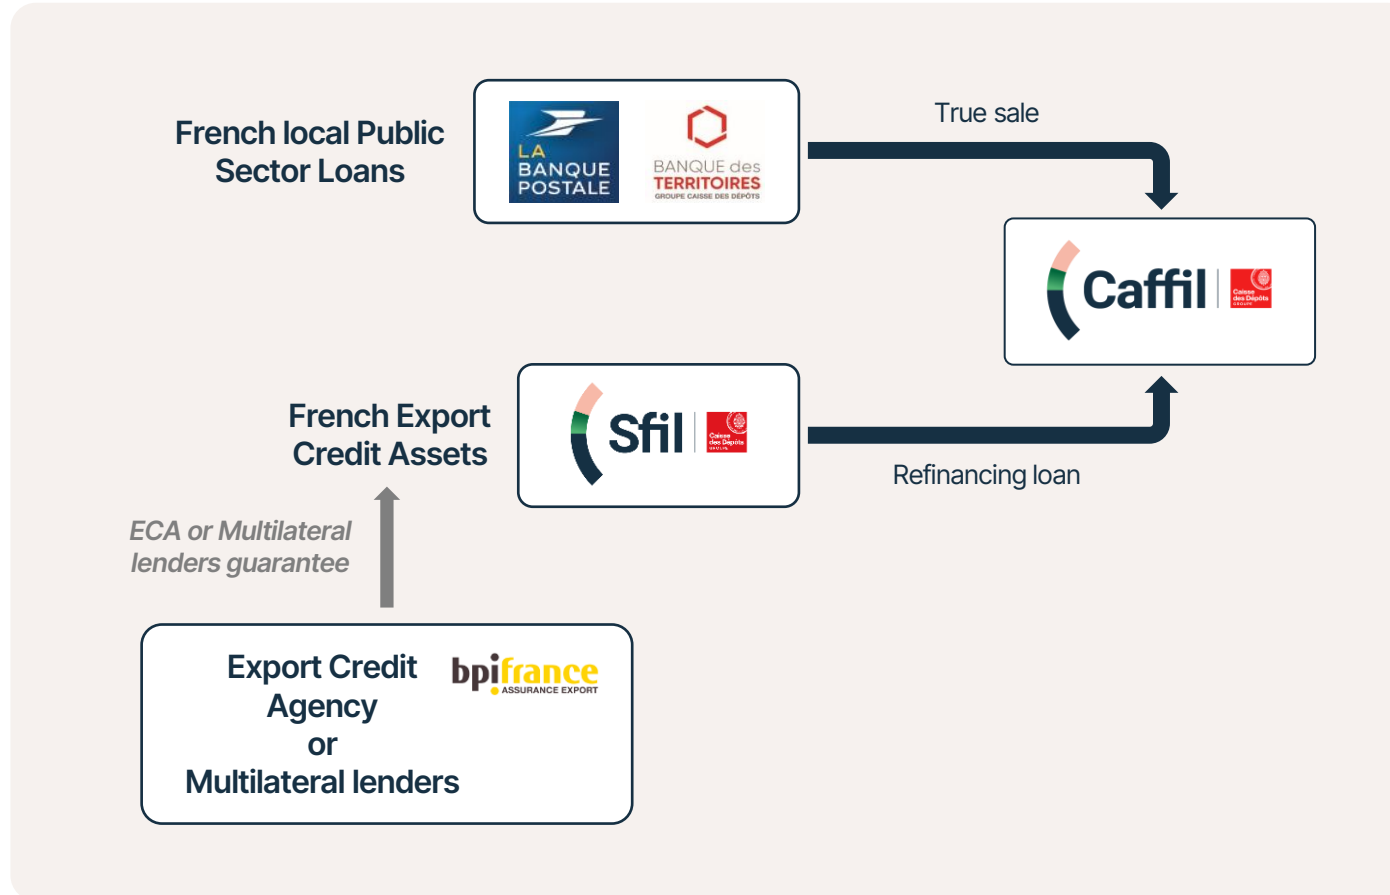 French local Public
Sector Loans
LA
BANQUE
POSTALE
BANQUE des
TERRITOIRES
GROUPE CAISSE DES DÉPÔTS
True sale
Caffil
Caisse
des Dépôts
GROUPE
French Export
Credit Assets
Sfil
Caisse
des Dépôts
GROUPE
Refinancing loan
ECA or Multilateral
lenders guarantee
Export Credit
Agency
or
Multilateral lenders
bpifrance
ASSURANCE EXPORT